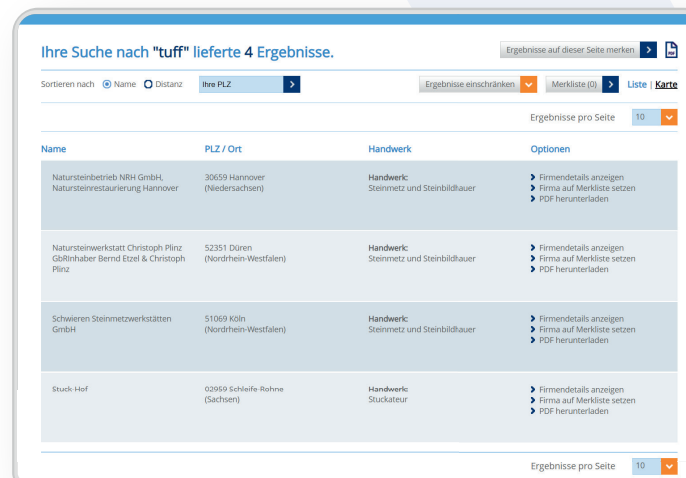 Ihre Suche nach "tuff" lieferte 4 Ergebnisse.
Ergebnisse auf dieser Seite merken
PDF
Sortieren nach Name Distanz Ihre PLZ
Ergebnisse einschränken Merkliste (0) Liste | Karte
Ergebnisse pro Seite 10
Name PLZ / Ort Handwerk Optionen
Natursteinbetrieb NRH GmbH, 30659 Hannover Handwerk: Firmendetails anzeigen
Natursteinrestaurierung Hannover (Niedersachsen) Steinmetz und Steinbildhauer Firma auf Merkliste setzen
PDF herunterladen
Natursteinwerkstatt Christoph Plinz 52351 Düren Handwerk: Firmendetails anzeigen
GbRInhaber Bernd Etzel & Christoph (Nordrhein-Westfalen) Steinmetz und Steinbildhauer Firma auf Merkliste setzen
Plinz PDF herunterladen
Schwieren Steinmetzwerkstätten 51069 Köln Handwerk: Firmendetails anzeigen
GmbH (Nordrhein-Westfalen) Steinmetz und Steinbildhauer Firma auf Merkliste setzen
PDF herunterladen
Stuck-Hof 02959 Schleife-Rohne Handwerk: Firmendetails anzeigen
(Sachsen) Stuckateur Firma auf Merkliste setzen
PDF herunterladen
Ergebnisse pro Seite 10